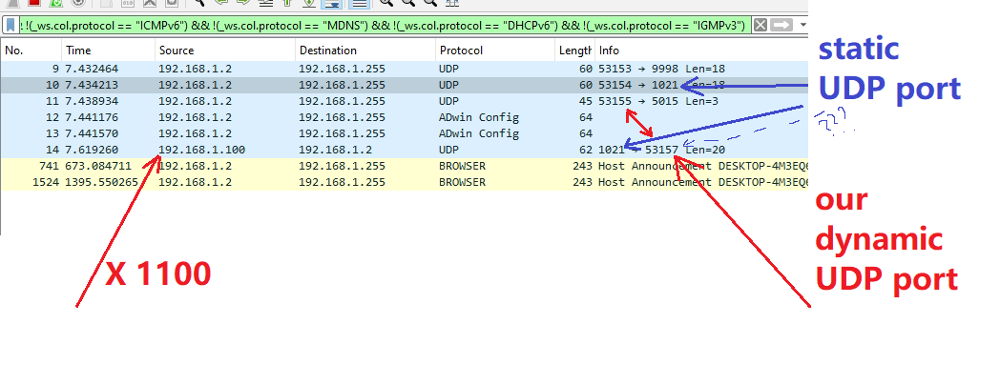 !(_ws.col.protocol == "ICMPv6") && !(_ws.col.protocol == "MDNS") && !(_ws.col.protocol == "DHCPv6") && !(_ws.col.protocol == "IGMPv3")
No. Time Source Destination Protocol Length Info
9 7.432464 192.168.1.2 192.168.1.255 UDP 60 53153 → 9998 Len=18
10 7.434213 192.168.1.2 192.168.1.255 UDP 60 53154 → 1021 Len=18
11 7.438934 192.168.1.2 192.168.1.255 UDP 45 53155 → 5015 Len=3
12 7.441176 192.168.1.2 192.168.1.255 ADwin Config 64
13 7.441570 192.168.1.2 192.168.1.255 ADwin Config 64
14 7.619260 192.168.1.100 192.168.1.2 UDP 62 1021 → 53157 Len=20
741 673.084711 192.168.1.2 192.168.1.255 BROWSER 243 Host Announcement DESKTOP-4M3EQ6
1524 1395.550265 192.168.1.2 192.168.1.255 BROWSER 243 Host Announcement DESKTOP-4M3EQ6
static
UDP port
???
our
dynamic
UDP port
X 1100